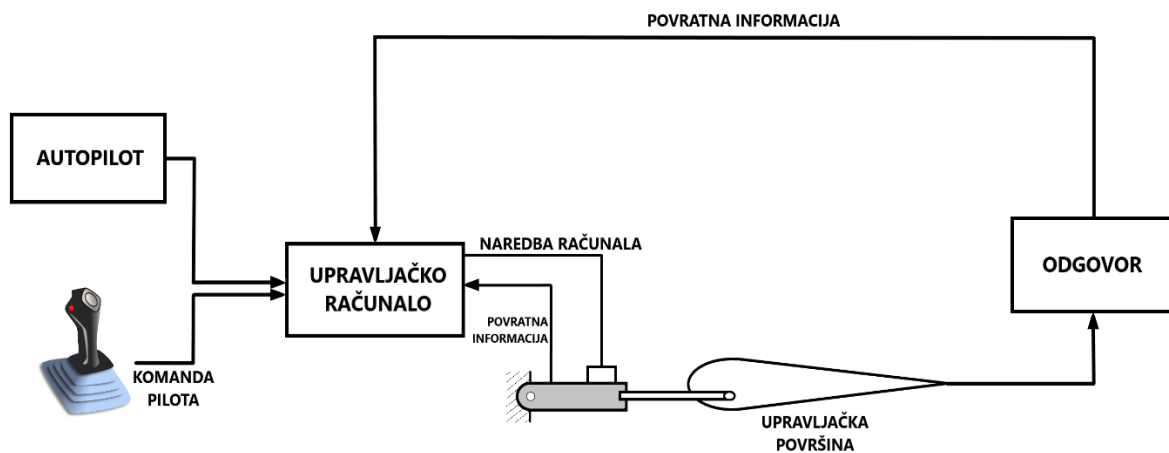 POVRATNA INFORMACIJA
AUTOPILOT
NAREDBA RAČUNALA
UPRAVLJAČKO
RAČUNALO
ODGOVOR
POVRATNA
INFORMACIJA
KOMANDA
PILOTA
UPRAVLJAČKA
POVRŠINA